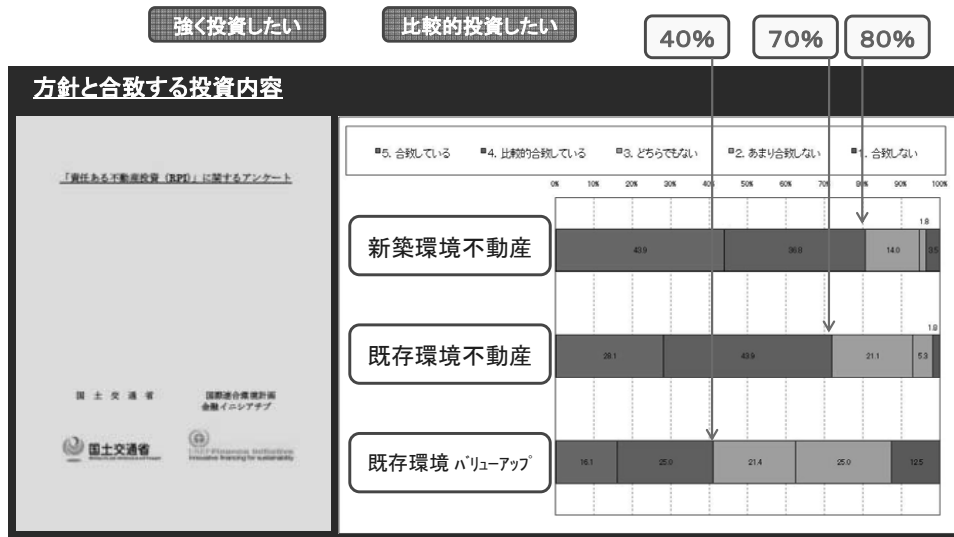 強く投資したい
比較的投資したい
40%
70%
80%
方針と合致する投資内容
「責任ある不動産投資(RPI)」に関するアンケート
国土交通省
国際連合環境計画
金融イニシアチブ
国土交通省
UNEP Finance Initiative
Innovative financing for sustainability
■5. 合致している ■4. 比較的合致している ■3. どちらでもない ■2. あまり合致しない ■1. 合致しない
0% 10% 20% 30% 40% 50% 60% 70% 80% 90% 100%
新築環境不動産
43.9 36.8 14.0 1.8 3.5
既存環境不動産
28.1 43.9 21.1 5.3 1.8
既存環境 バリューアップ
16.1 25.0 21.4 25.0 12.5